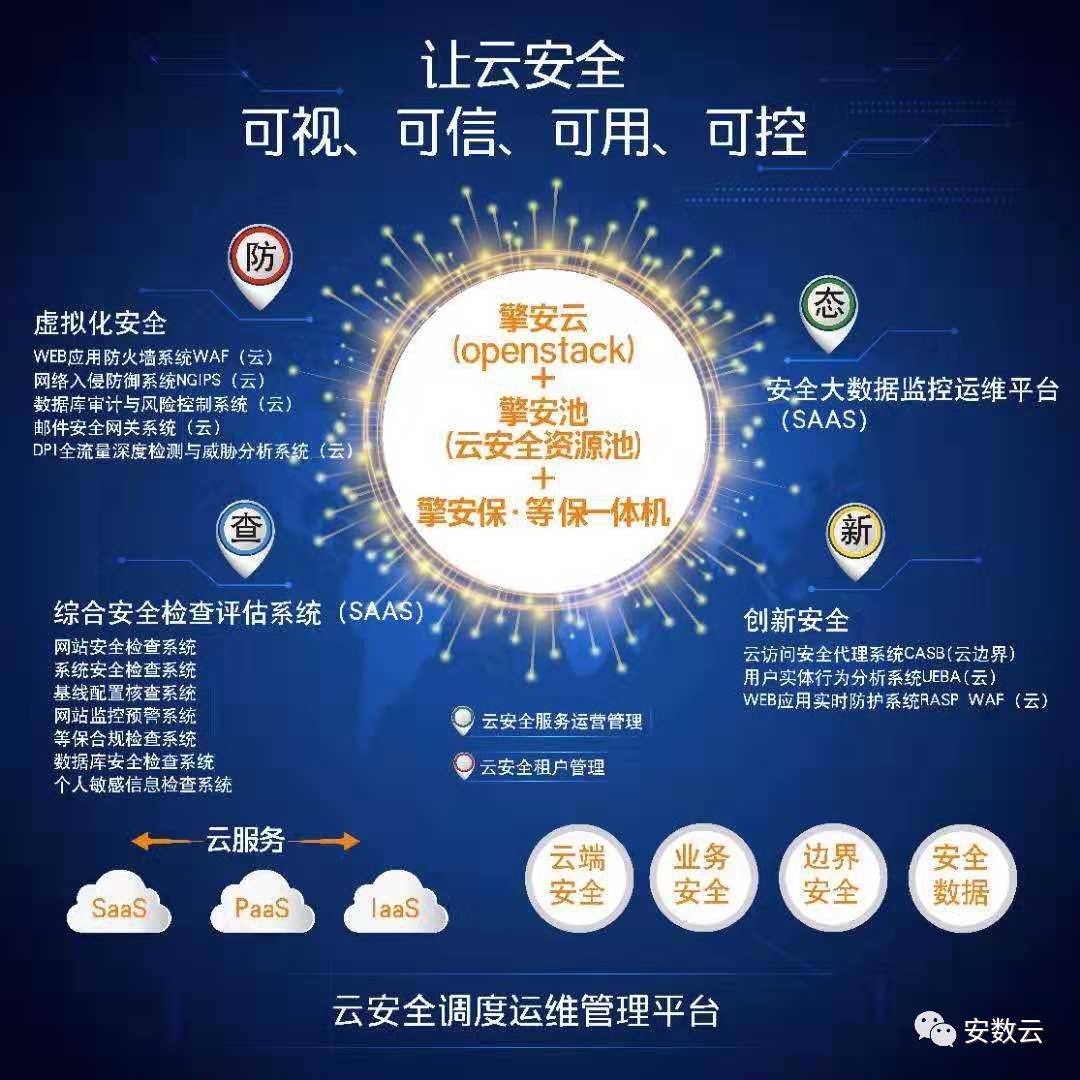 让云安全
可视、可信、可用、可控
防
虚拟化安全
WEB应用防火墙系统WAF（云）
网络入侵防御系统NGIPS（云）
数据库审计与风险控制系统（云）
邮件安全网关系统（云）
DPI全流量深度检测与威胁分析系统（云）
擎安云
(openstack)
+
擎安池
(云安全资源池)
+
擎安保·等保一体机
态
安全大数据监控运维平台
（SAAS）
查
综合安全检查评估系统（SAAS）
网站安全检查系统
系统安全检查系统
基线配置核查系统
网站监控预警系统
等保合规检查系统
数据库安全检查系统
个人敏感信息检查系统
新
创新安全
云访问安全代理系统CASB(云边界)
用户实体行为分析系统UEBA(云)
WEB应用实时防护系统RASP WAF（云）
云安全服务运营管理
云安全租户管理
云服务
SaaS
PaaS
IaaS
云端
安全
业务
安全
边界
安全
安全
数据
云安全调度运维管理平台
安数云